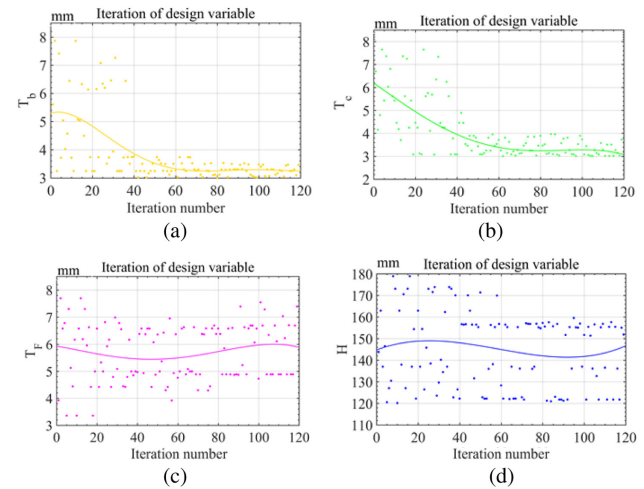 mm Iteration of design variable
8
7
6
5
4
3
T_b
0 20 40 60 80 100 120
Iteration number
(a)
mm Iteration of design variable
8
7
6
5
4
3
2
T_c
0 20 40 60 80 100 120
Iteration number
(b)
mm Iteration of design variable
8
7
6
5
4
3
T_F
0 20 40 60 80 100 120
Iteration number
(c)
mm Iteration of design variable
180
170
160
150
140
130
120
110
H
0 20 40 60 80 100 120
Iteration number
(d)